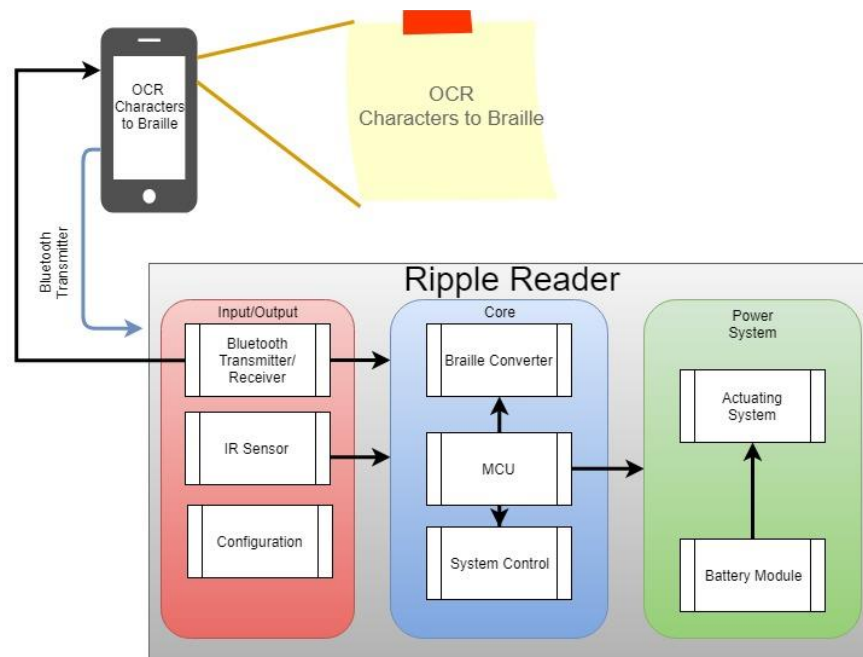 OCR
Characters
to Braille
OCR
Characters to Braille
Bluetooth
Transmitter
Ripple Reader
Input/Output
Bluetooth
Transmitter/
Receiver
IR Sensor
Configuration
Core
Braille Converter
MCU
System Control
Power
System
Actuating
System
Battery Module